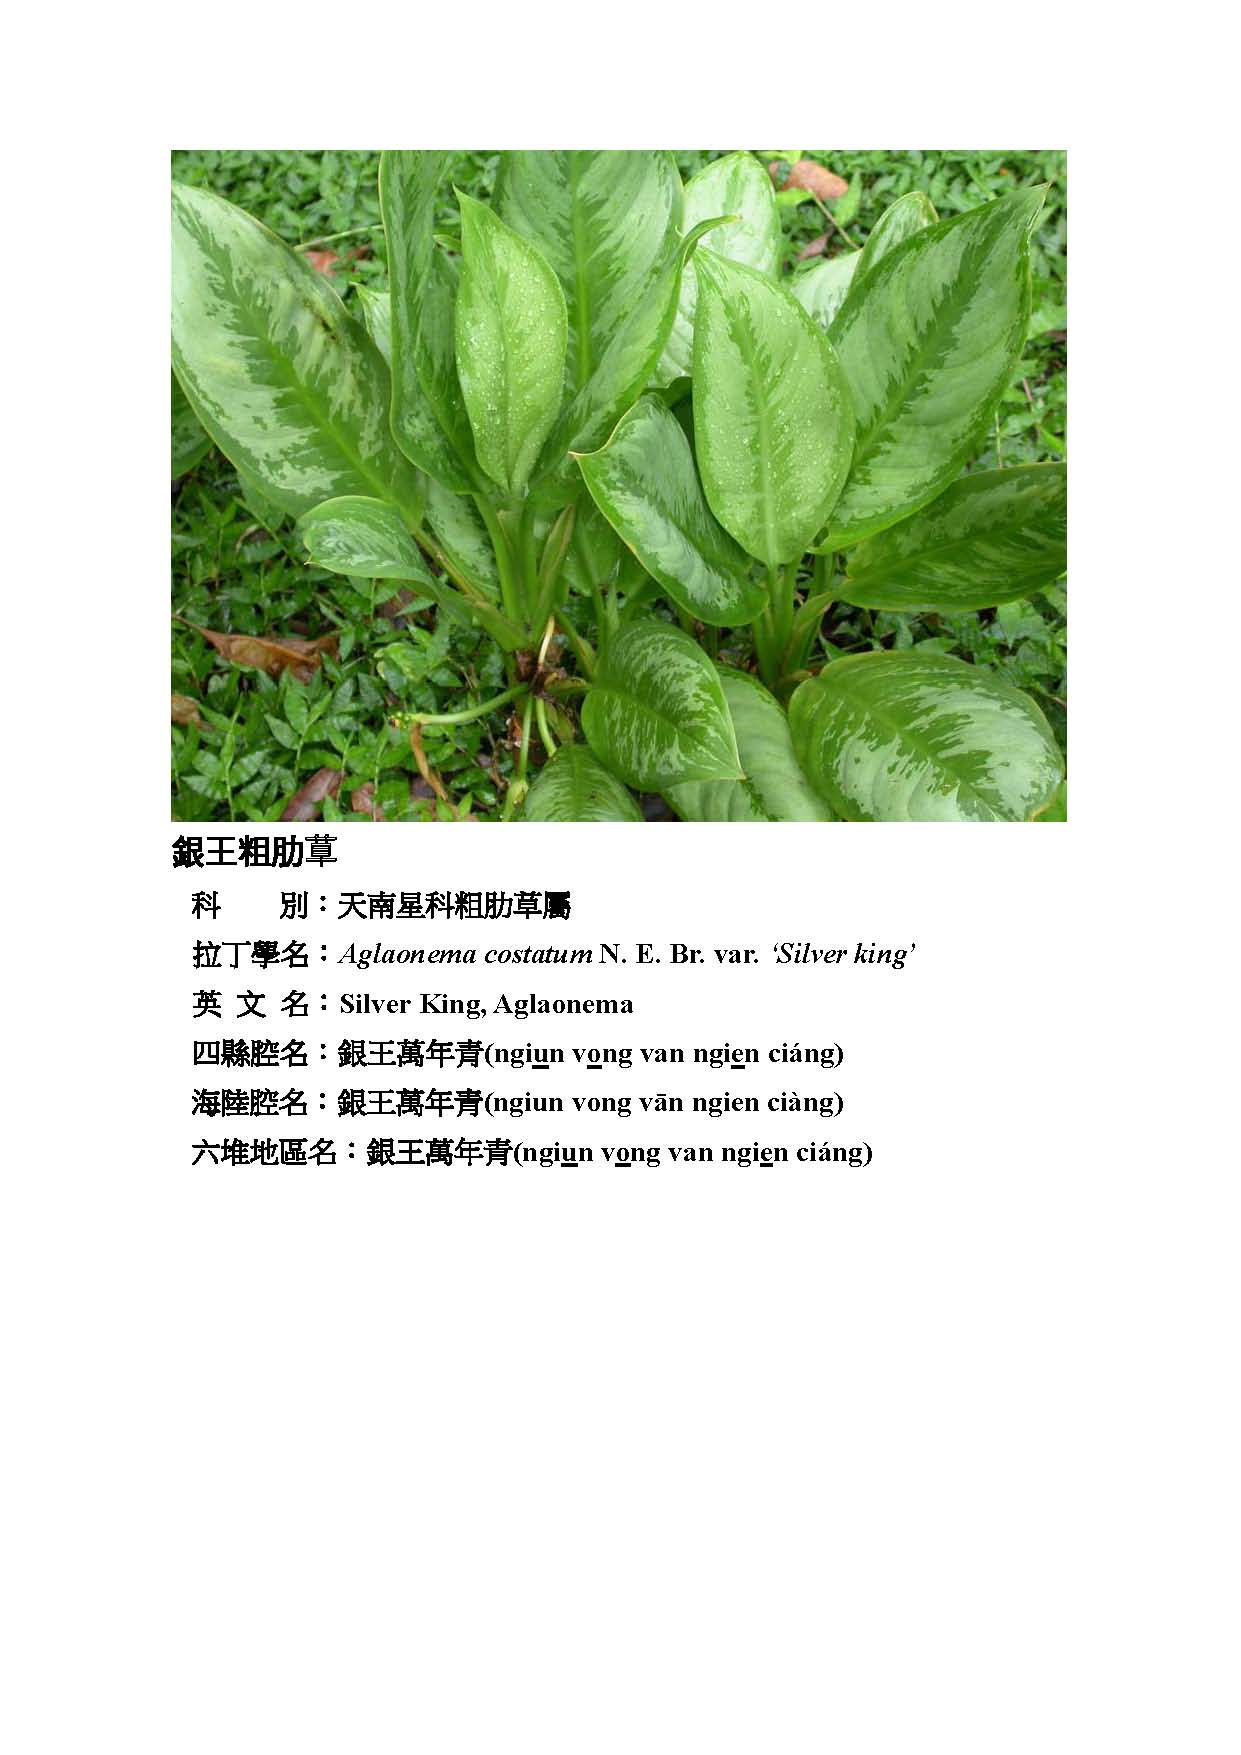 銀王粗肋蕈
科　　別：天南星科粗肋草屬
拉丁學名：Aglaonema costatum N. E. Br. var. ‘Silver king’
英 文 名：Silver King, Aglaonema
四縣腔名：銀王萬年青(ngiun vong van ngien ciáng)
海陸腔名：銀王萬年青(ngiun vong vān ngien ciàng)
六堆地區名：銀王萬年青(ngiun vong van ngien ciáng)